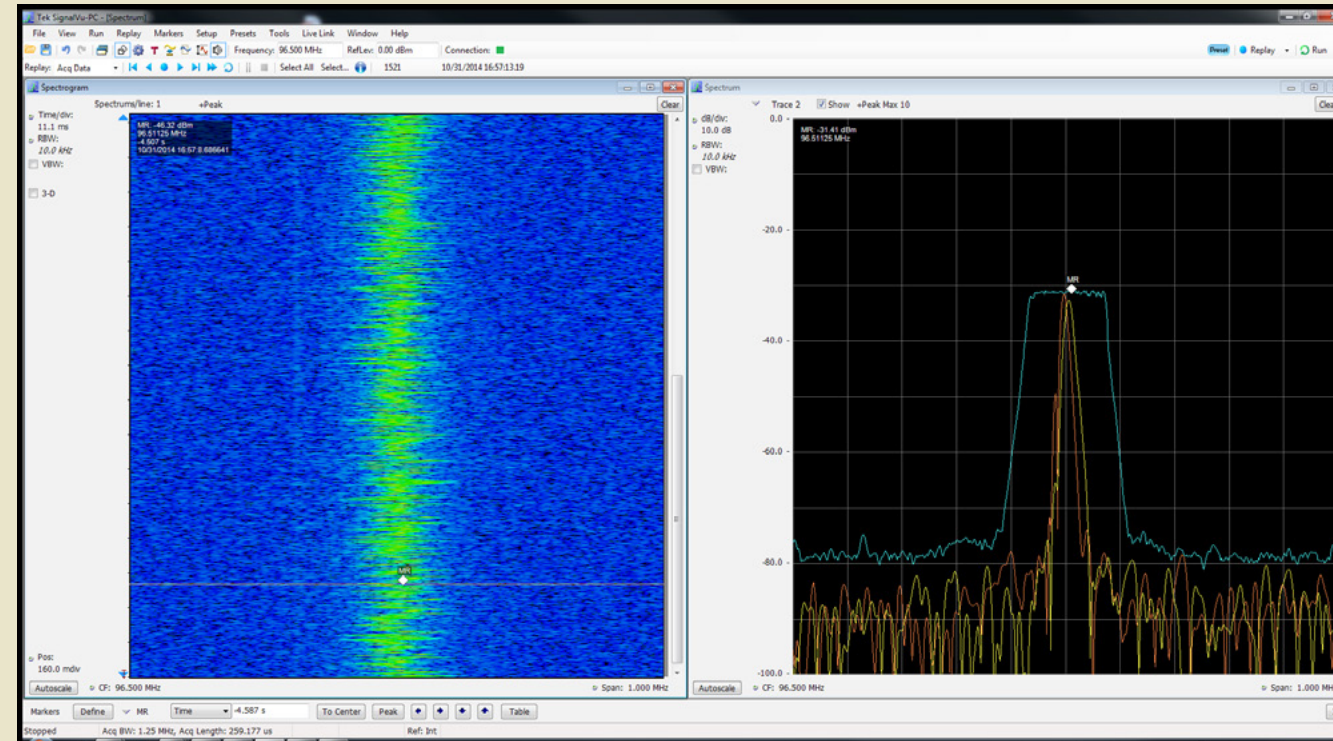 Tek SignalVu-PC - [Spectrum]
File View Run Replay Markers Setup Presets Tools LiveLink Window Help
Frequency: 96.500 MHz RefLev: 0.00 dBm Connection: Preset Replay Run
Replay: Acq Data Select All Select... 1521 10/31/2014 16:57:13.19
Spectrogram
Spectrums/line: 1 +Peak Clear
Time/div:
11.1 ms
RBW:
10.0 kHz
VBW:
3-D
MR: -46.32 dBm
96.51125 MHz
-4.507 s
10/31/2014 16:57:8.606641
MR
Pos:
160.0 mdiv
Autoscale CF: 96.500 MHz Span: 1.000 MHz
Spectrum
Trace 2 Show +Peak Max 10 Clea
dB/div:
10.0 dB
RBW:
10.0 kHz
VBW:
0.0
MR: -31.41 dBm
96.51125 MHz
-20.0
MR
-40.0
-60.0
-80.0
-100.0
Autoscale CF: 96.500 MHz Span: 1.000 MH
Markers Define MR Time -4.587 s To Center Peak Table
Stopped Acq BW: 1.25 MHz, Acq Length: 259.177 us Ref: Int